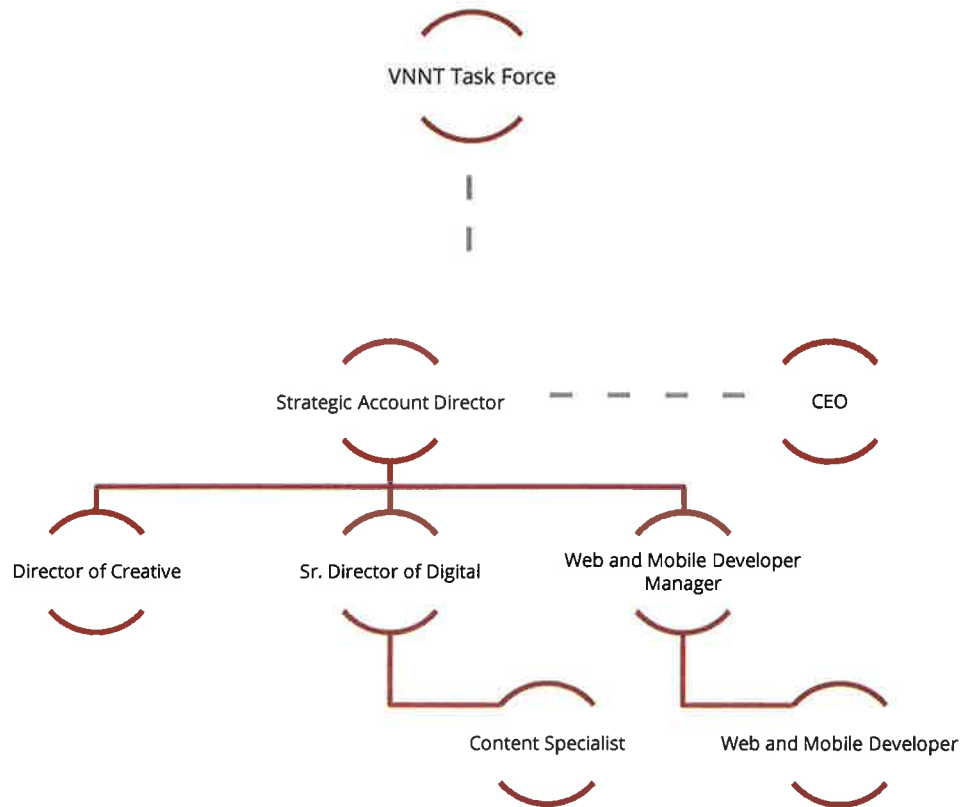 VNNT Task Force
Strategic Account Director
CEO
Director of Creative
Sr. Director of Digital
Web and Mobile Developer
Manager
Content Specialist
Web and Mobile Developer